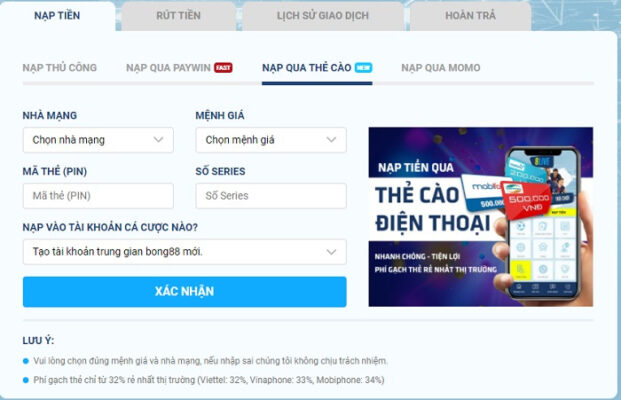 NẠP TIỀN
RÚT TIỀN
LỊCH SỬ GIAO DỊCH
HOÀN TRẢ
NẠP THỦ CÔNG
NẠP QUA PAYWIN FAST
NẠP QUA THẺ CÀO NEW
NẠP QUA MOMO
NHÀ MẠNG
MỆNH GIÁ
Chọn nhà mạng
Chọn mệnh giá
MÃ THẺ (PIN)
SỐ SERIES
Mã thẻ (PIN)
Số Series
NẠP VÀO TÀI KHOẢN CÁ CƯỢC NÀO?
Tạo tài khoản trung gian bong88 mới.
XÁC NHẬN
NẠP TIỀN QUA
THẺ CÀO
ĐIỆN THOẠI
NHANH CHÓNG - TIỆN LỢI
PHÍ GẠCH THẺ RẺ NHẤT THỊ TRƯỜNG
8LIVE
200.000
mobifone
500.000
500.000
VNĐ
NẠP TIỀN
LƯU Ý:
Vui lòng chọn đúng mệnh giá và nhà mạng, nếu nhập sai chúng tôi không chịu trách nhiệm.
Phí gạch thẻ chỉ từ 32% rẻ nhất thị trường (Viettel: 32%, Vinaphone: 33%, Mobiphone: 34%)